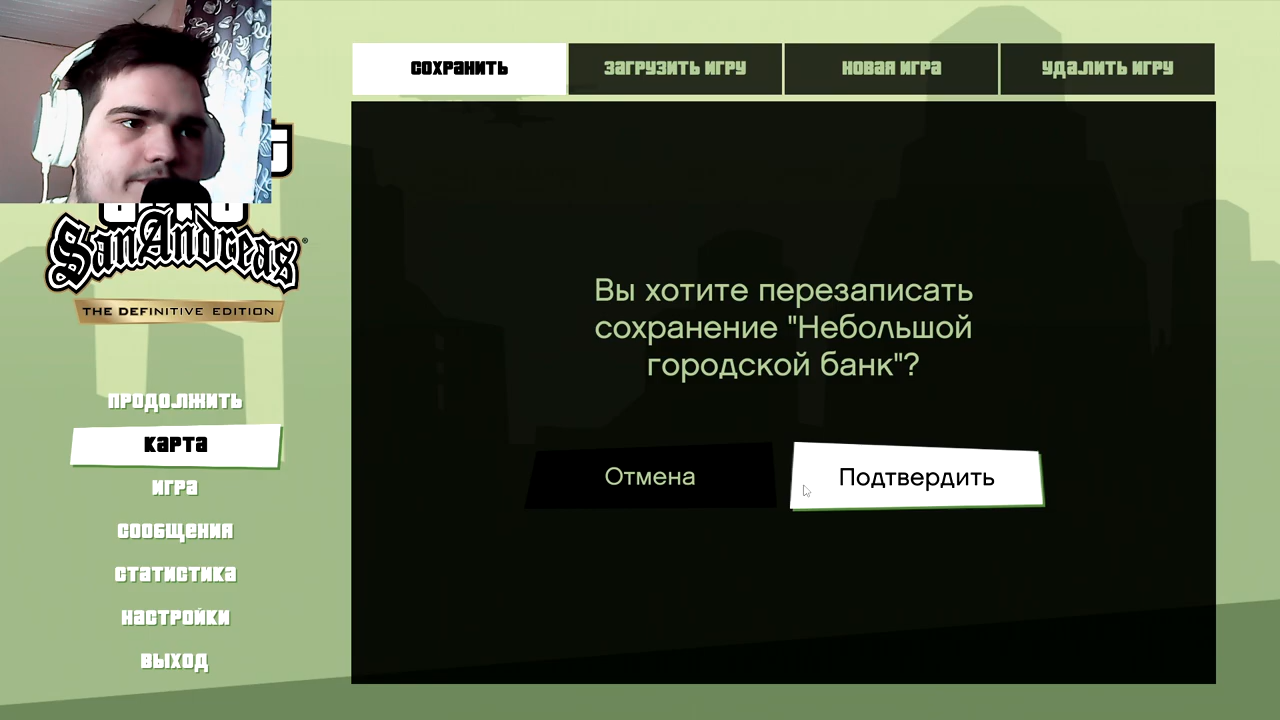 СОХРАНИТЬ
ЗАГРУЗИТЬ ИГРУ
НОВАЯ ИГРА
УДАЛИТЬ ИГРУ
San Andreas®
THE DEFINITIVE EDITION
ПРОДОЛЖИТЬ
КАРТА
ИГРА
СООБЩЕНИЯ
СТАТИСТИКА
НАСТРОЙКИ
ВЫХОД
Вы хотите перезаписать
сохранение "Небольшой
городской банк"?
Отмена
Подтвердить